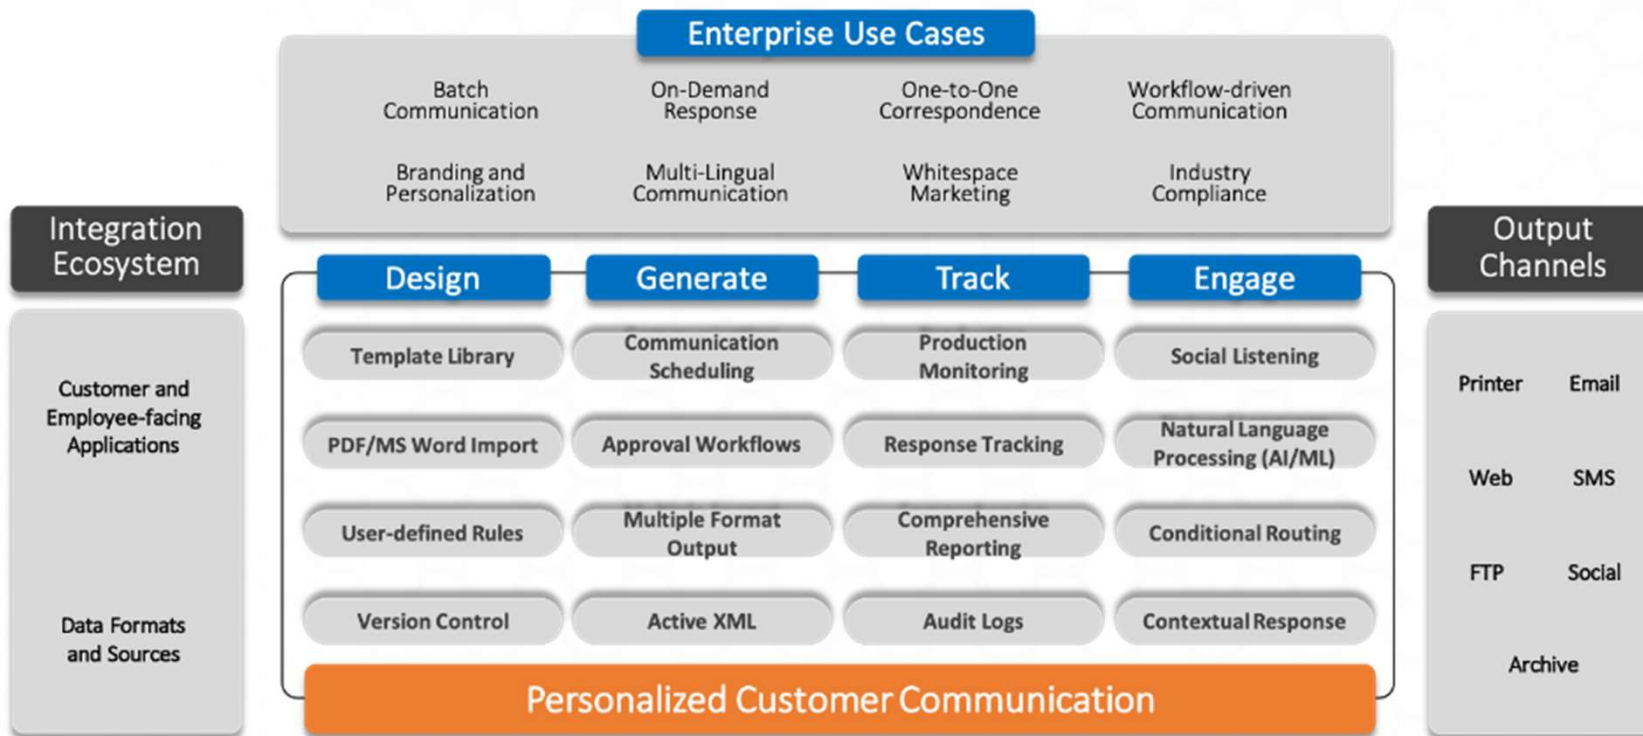 Enterprise Use Cases
Batch
Communication
On-Demand
Response
One-to-One
Correspondence
Workflow-driven
Communication
Branding and
Personalization
Multi-Lingual
Communication
Whitespace
Marketing
Industry
Compliance
Integration
Ecosystem
Customer and
Employee-facing
Applications
Data Formats
and Sources
Design
Template Library
PDF/MS Word Import
User-defined Rules
Version Control
Generate
Communication
Scheduling
Approval Workflows
Multiple Format
Output
Active XML
Track
Production
Monitoring
Response Tracking
Comprehensive
Reporting
Audit Logs
Engage
Social Listening
Natural Language
Processing (AI/ML)
Conditional Routing
Contextual Response
Personalized Customer Communication
Output
Channels
Printer
Email
Web
SMS
FTP
Social
Archive